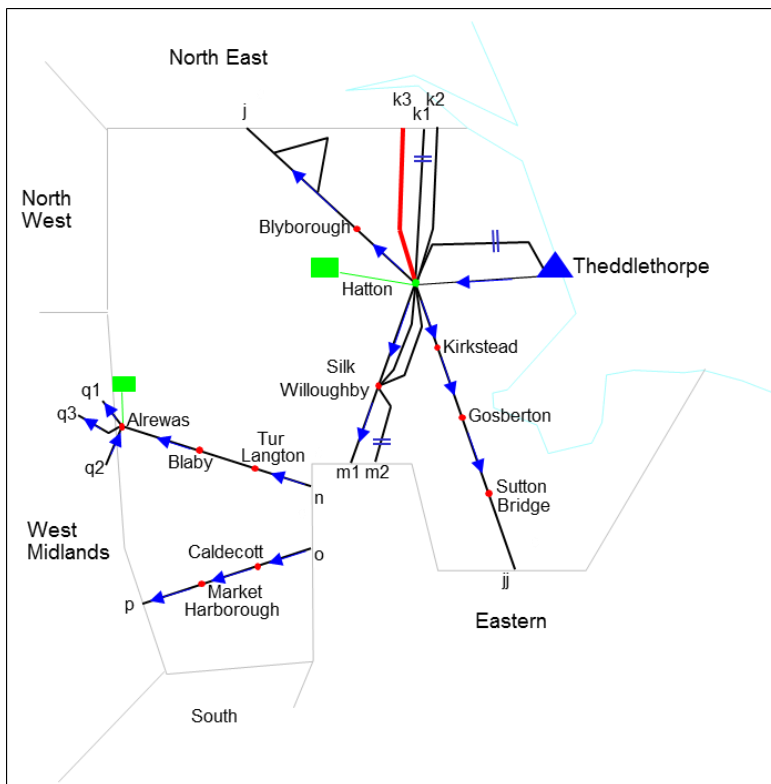 North East
j
k3
k2
k1
North
West
Blyborough
Theddlethorpe
Hatton
Kirkstead
Silk
Willoughby
q1
q3
Alrewas
Gosberton
Tur
Langton
q2
Blaby
m1
m2
n
Sutton
Bridge
West
Midlands
Caldecott
o
Market
Harborough
p
jj
Eastern
South